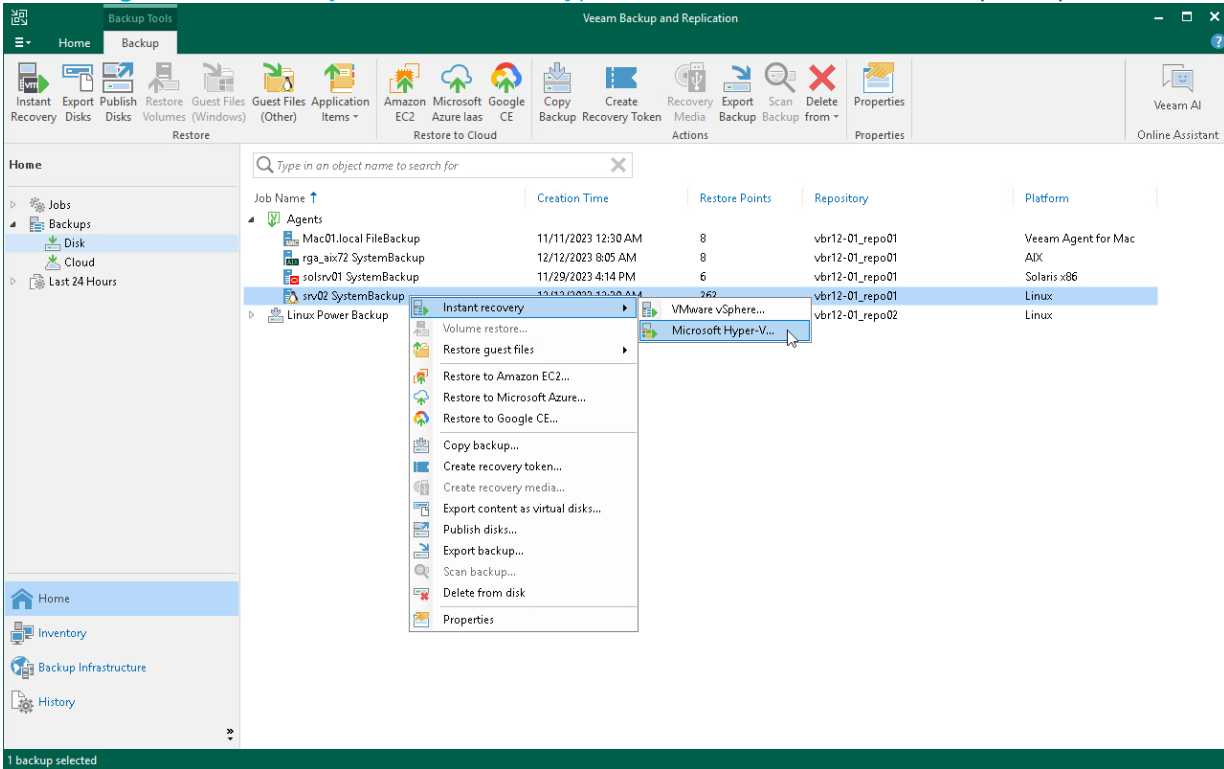 Backup Tools
Veeam Backup and Replication
Home Backup
Instant Recovery
Export Disks
Publish Disks
Restore Volumes
Guest Files (Windows)
Guest Files (Other)
Application Items
Amazon EC2
Microsoft Azure Iaas
Google CE
Copy Backup
Create Recovery Token
Recovery Media
Export Backup
Scan Backup
Delete from
Properties
Veeam AI
Restore
Restore to Cloud
Actions
Properties
Online Assistant
Home
Type in an object name to search for
Jobs
Backups
Disk
Cloud
Last 24 Hours
Job Name Creation Time Restore Points Repository Platform
Agents
Mac01.local FileBackup 11/11/2023 12:30 AM 8 vbr12-01_repo01 Veeam Agent for Mac
rga_aix72 SystemBackup 12/12/2023 8:05 AM 8 vbr12-01_repo01 AIX
solsrv01 SystemBackup 11/29/2023 4:14 PM 6 vbr12-01_repo01 Solaris x86
srv02 SystemBackup vbr12-01_repo01 Linux
Linux Power Backup vbr12-01_repo02 Linux
Instant recovery
Volume restore...
Restore guest files
Restore to Amazon EC2...
Restore to Microsoft Azure...
Restore to Google CE...
Copy backup...
Create recovery token...
Create recovery media...
Export content as virtual disks...
Publish disks...
Export backup...
Scan backup...
Delete from disk
Properties
VMware vSphere...
Microsoft Hyper-V...
Home
Inventory
Backup Infrastructure
History
1 backup selected